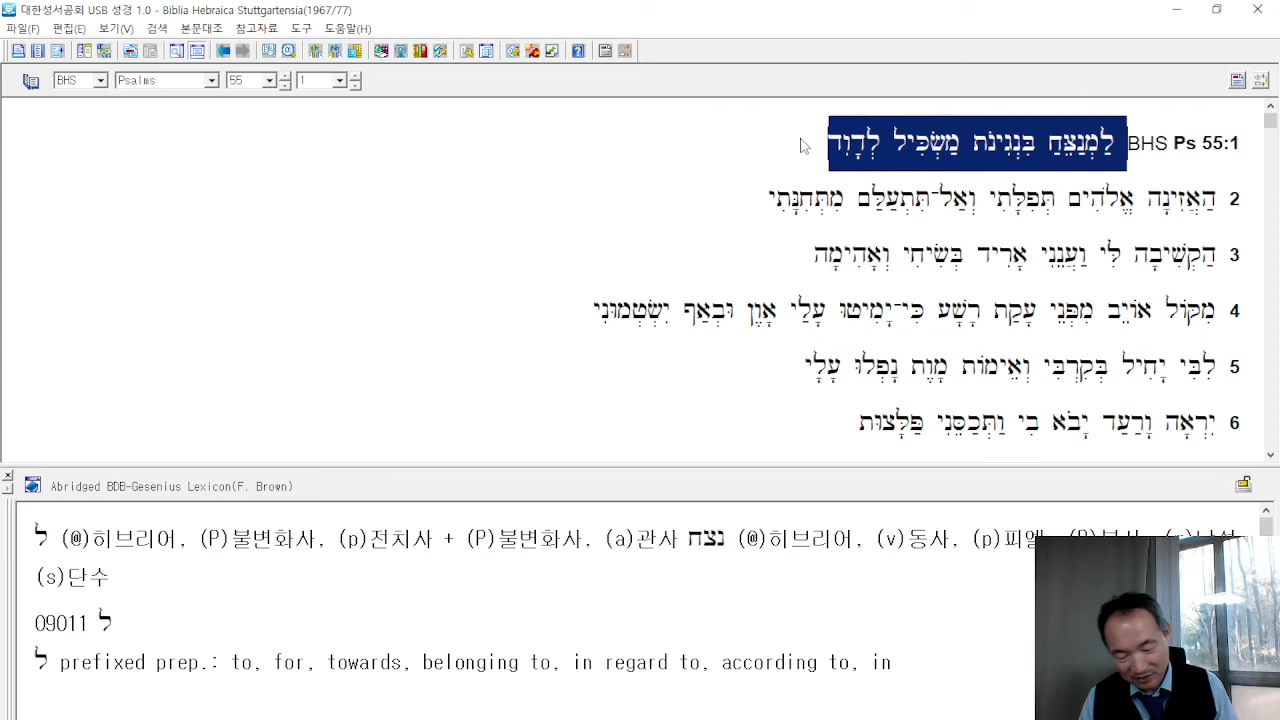 대한성서공회 USB 성경 1.0 - Biblia Hebraica Stuttgartensia(1967/77)
파일(F) 편집(E) 보기(V) 검색 본문대조 참고자료 도구 도움말(H)
BHS Psalms 55 1
BHS Ps 55:1 לַמְנַצֵּחַ בִּנְגִינֹת מַשְׂכִּיל לְדָוִד
2 הַאֲזִינָה אֱלֹהִים תְּפִלָּתִי וְאַל־תִּתְעַלַּם מִתְּחִנָּתִי
3 הַקְשִׁיבָה לִּי וַעֲנֵנִי אָרִיד בְּשִׂיחִי וְאָהִימָה
4 מִקּוֹל אוֹיֵב מִפְּנֵי עָקַת רָשָׁע כִּי־יָמִיטוּ עָלַי אָוֶן וּבְאַף יִשְׂטְמוּנִי
5 לִבִּי יָחִיל בְּקִרְבִּי וְאֵימוֹת מָוֶת נָפְלוּ עָלָי
6 יִרְאָה וָרַעַד יָבֹא בִי וַתְּכַסֵּנִי פַּלָּצוּת
Abridged BDB-Gesenius Lexicon(F. Brown)
ל (@)히브리어, (P)불변화사, (p)전치사 + (P)불변화사, (a)관사 נצח (@)히브리어, (v)동사, (p)피엘,
(s)단수
09011 ל
ל prefixed prep.: to, for, towards, belonging to, in regard to, according to, in